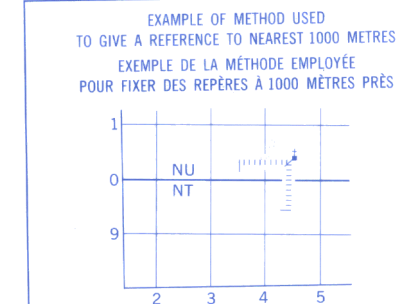 EXAMPLE OF METHOD USED
TO GIVE A REFERENCE TO NEAREST 1000 METRES
EXEMPLE DE LA MÉTHODE EMPLOYÉE
POUR FIXER DES REPÈRES À 1000 MÈTRES PRÈS
1
NU
0
NT
9
2 3 4 5